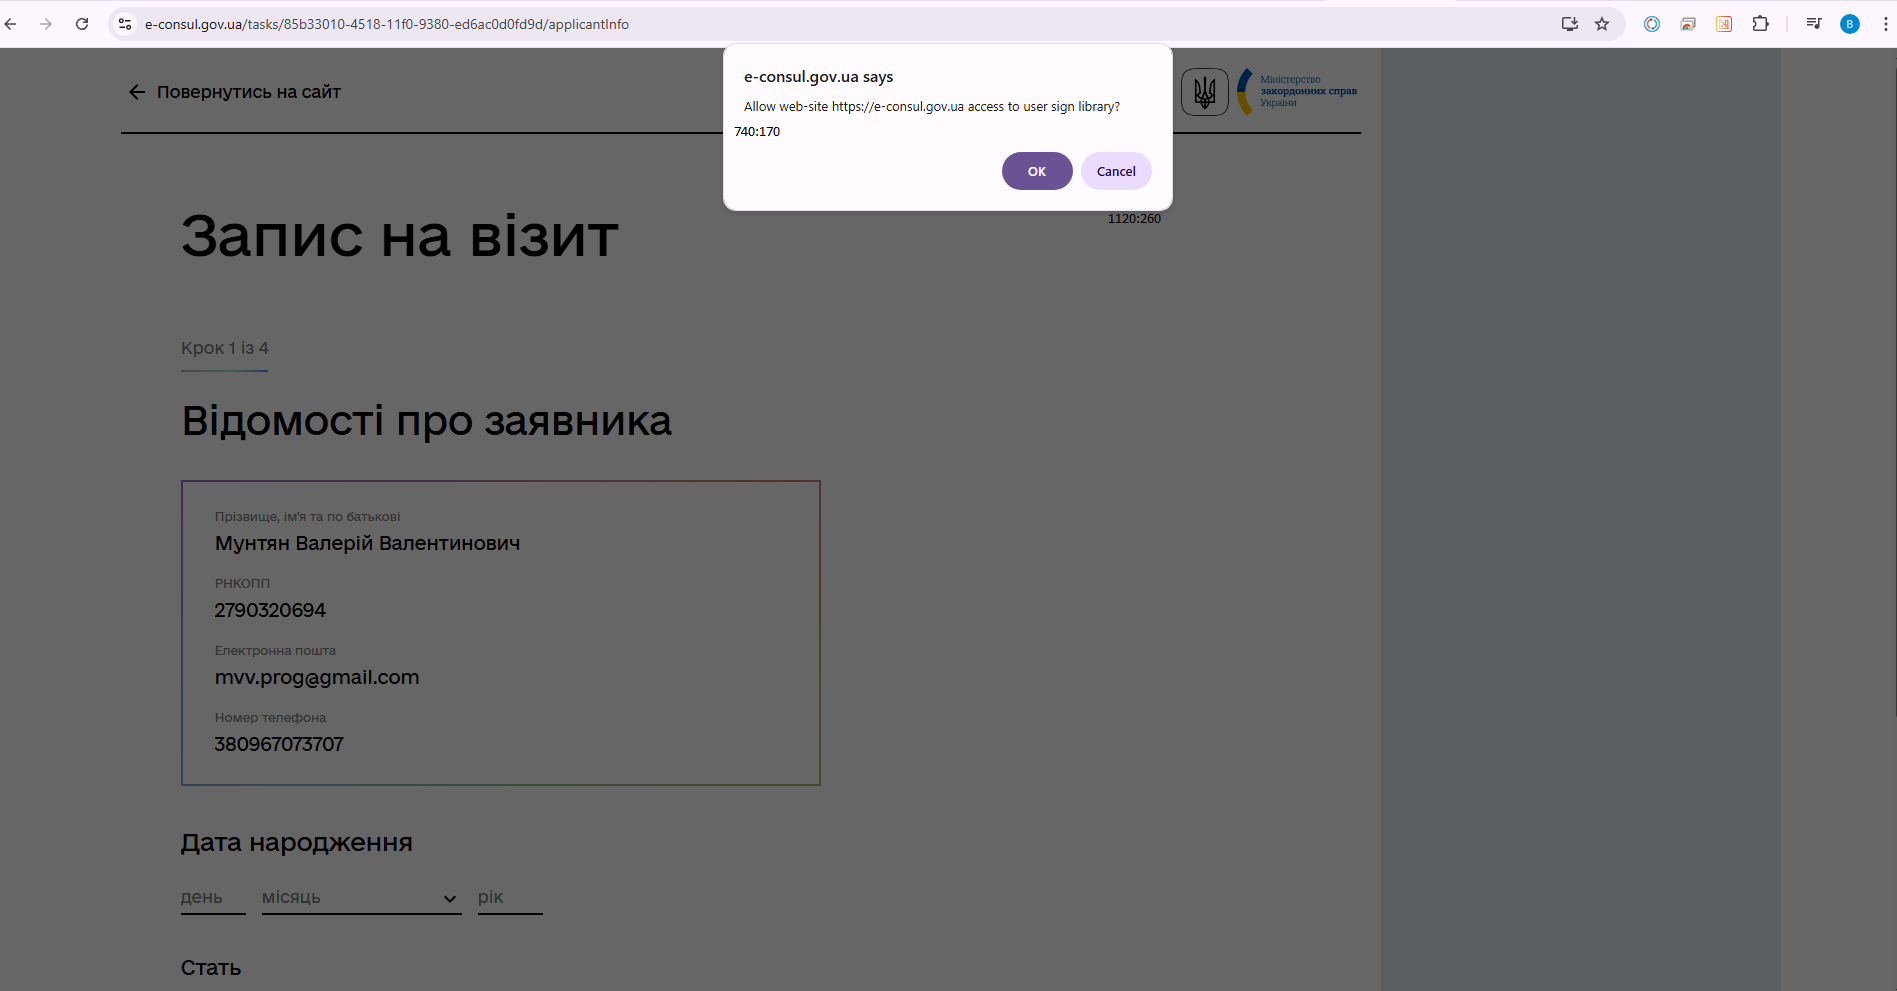 e-consul.gov.ua/tasks/85b33010-4518-11f0-9380-ed6ac0d0fd9d/applicantInfo
B
e-consul.gov.ua says
Allow web-site https://e-consul.gov.ua access to user sign library?
740:170
OK
Cancel
1120:260
Повернутись на сайт
Міністерство
закордонних справ
України
Запис на візит
Крок 1 із 4
Відомості про заявника
Прізвище, ім'я та по батькові
Мунтян Валерій Валентинович
РНКОПП
2790320694
Електронна пошта
mvv.prog@gmail.com
Номер телефона
380967073707
Дата народження
день
місяць
рік
Стать